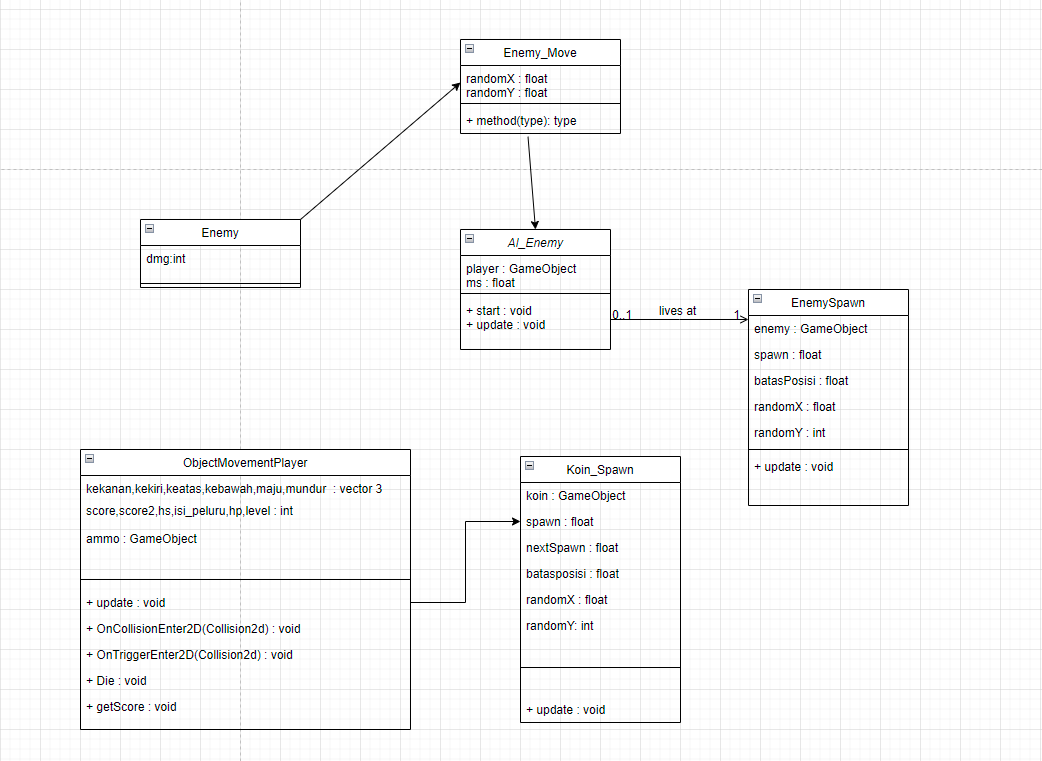 Enemy_Move
randomX : float
randomY : float
+ method(type): type
Enemy
dmg:int
AI_Enemy
player : GameObject
ms : float
+ start : void
+ update : void
0..1
lives at
1
EnemySpawn
enemy : GameObject
spawn : float
batasPosisi : float
randomX : float
randomY : int
+ update : void
ObjectMovementPlayer
kekanan,kekiri,keatas,kebawah,maju,mundur : vector 3
score,score2,hs,isi_peluru,hp,level : int
ammo : GameObject
+ update : void
+ OnCollisionEnter2D(Collision2d) : void
+ OnTriggerEnter2D(Collision2d) : void
+ Die : void
+ getScore : void
Koin_Spawn
koin : GameObject
spawn : float
nextSpawn : float
batasposisi : float
randomX : float
randomY: int
+ update : void